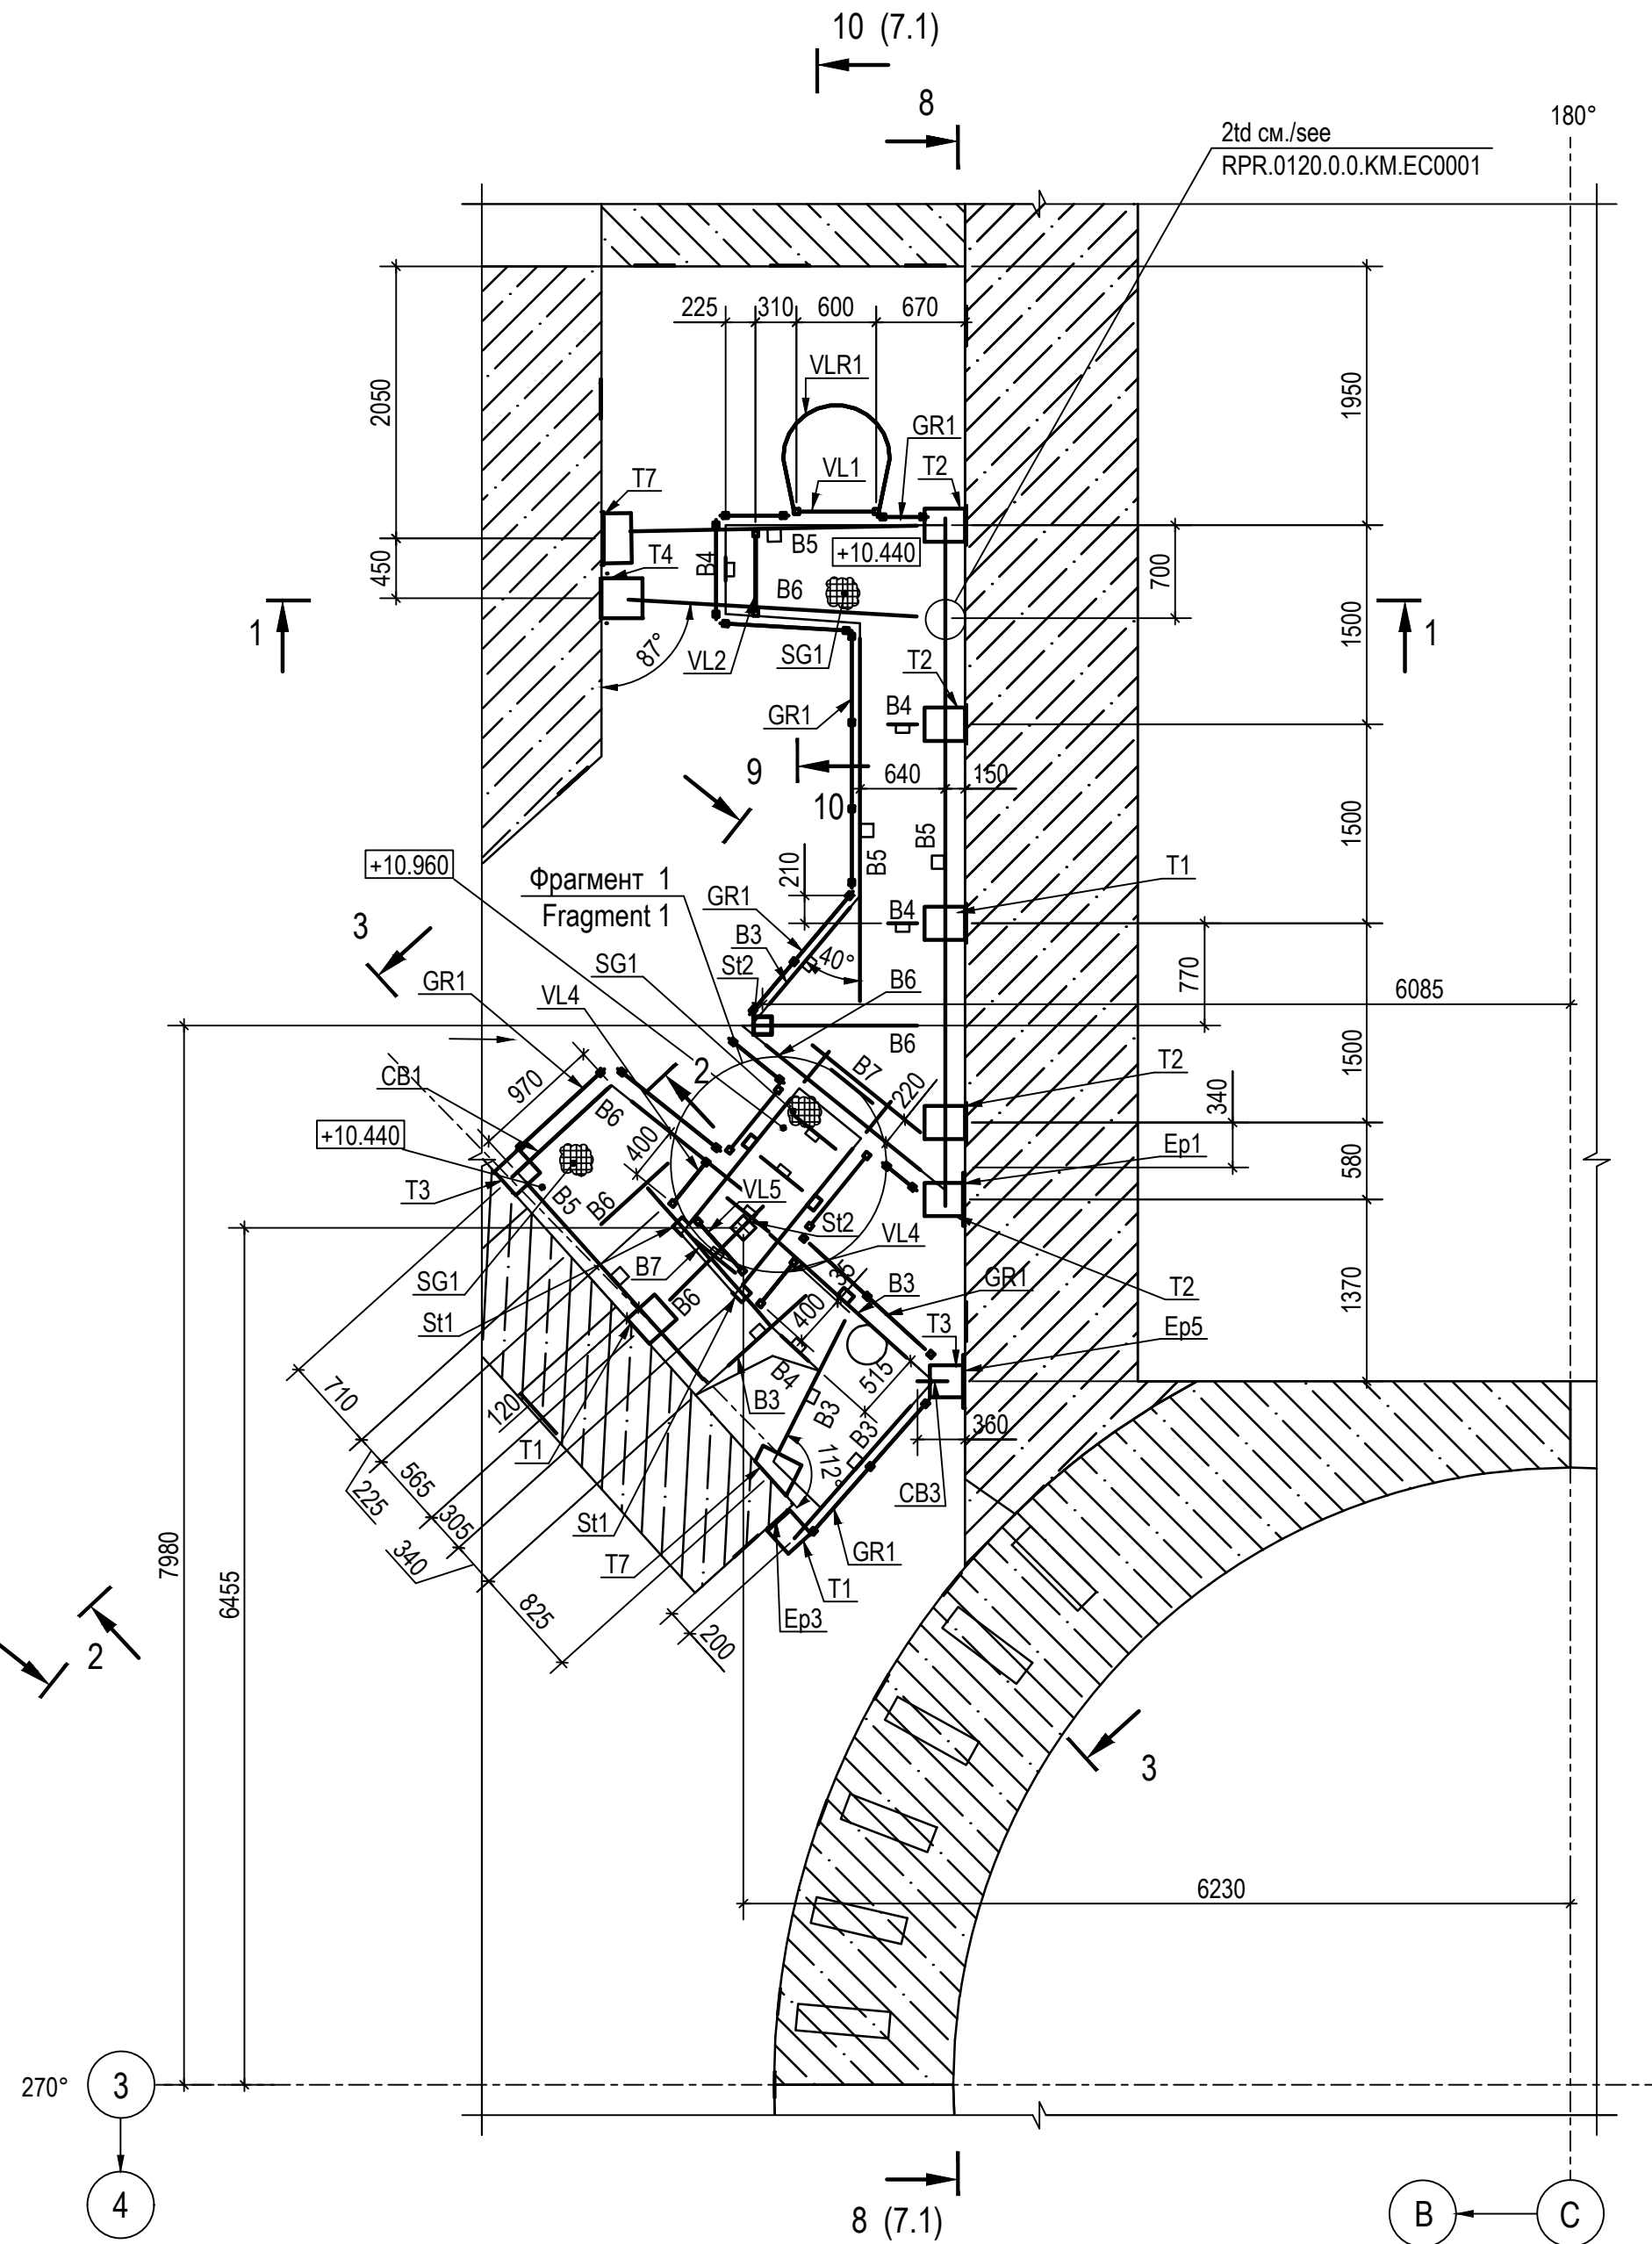 10 (7.1)
8
180°
2td см./see
RPR.0120.0.0.KM.EC0001
225
310
600
670
2050
1950
VLR1
GR1
VL1
T2
T7
T4
B4
B5
+10.440
B6
450
700
1
87°
VL2
SG1
T2
1500
1
GR1
B4
9
640
150
10
B5
B5
1500
210
+10.960
Фрагмент 1
Fragment 1
T1
GR1
B4
3
B3
40°
SG1
St2
770
GR1
VL4
B6
6085
B6
1500
CB1
970
2
B7
220
T2
340
+10.440
B6
400
Ep1
580
T3
B5
B6
VL5
St2
VL4
B7
35
SG1
B6
B3
GR1
T2
1370
St1
400
T3
Ep5
710
120
B4
515
B3
B3
B3
360
T1
112°
565
225
305
CB3
St1
340
7980
T7
GR1
6455
T1
825
Ep3
200
2
3
6230
270°
3
4
8 (7.1)
B
C